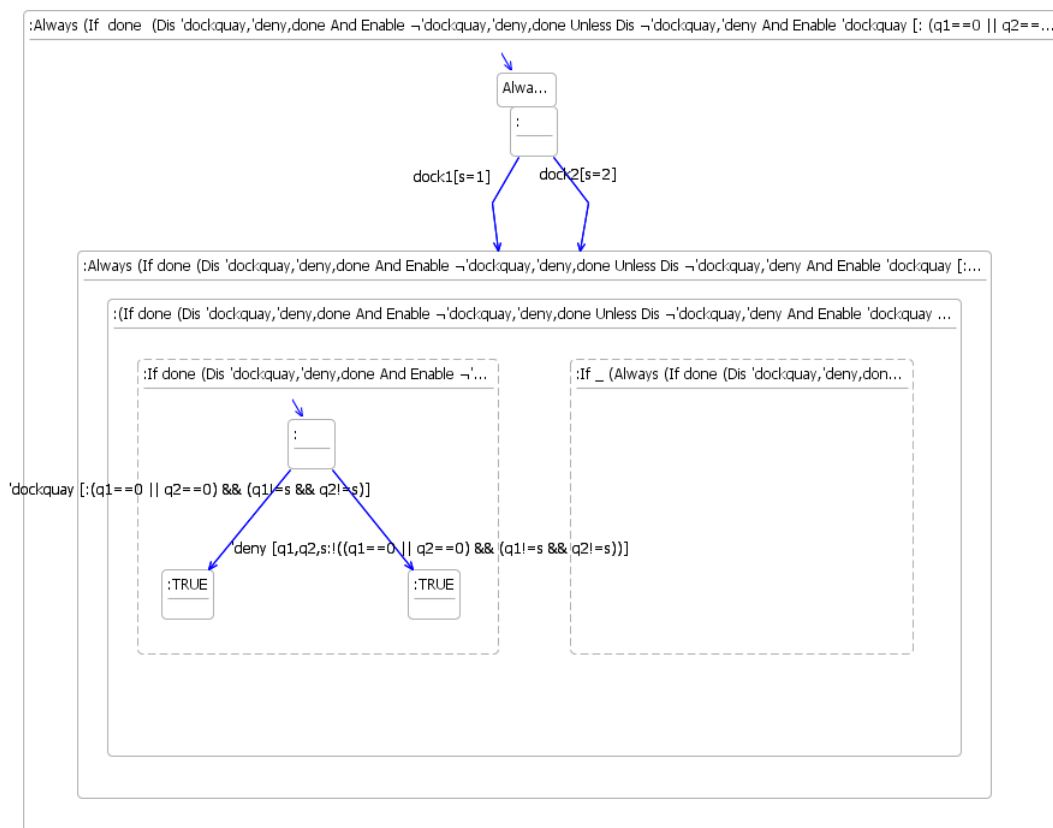 :Always (If done (Dis 'dockquay,'deny,done And Enable ¬'dockquay,'deny,done Unless Dis ¬'dockquay,'deny And Enable 'dockquay [: (q1==0 || q2==...
Alwa...
:
dock1[s=1]
dock2[s=2]
:Always (If done (Dis 'dockquay,'deny,done And Enable ¬'dockquay,'deny,done Unless Dis ¬'dockquay,'deny And Enable 'dockquay [:...
:(If done (Dis 'dockquay,'deny,done And Enable ¬'dockquay,'deny,done Unless Dis ¬'dockquay,'deny And Enable 'dockquay ...
:If done (Dis 'dockquay,'deny,done And Enable ¬'...
:If _ (Always (If done (Dis 'dockquay,'deny,don...
:
'dockquay [:(q1==0 || q2==0) && (q1!=s && q2!=s)]
'deny [q1,q2,s:!((q1==0 || q2==0) && (q1!=s && q2!=s))]
:TRUE
:TRUE